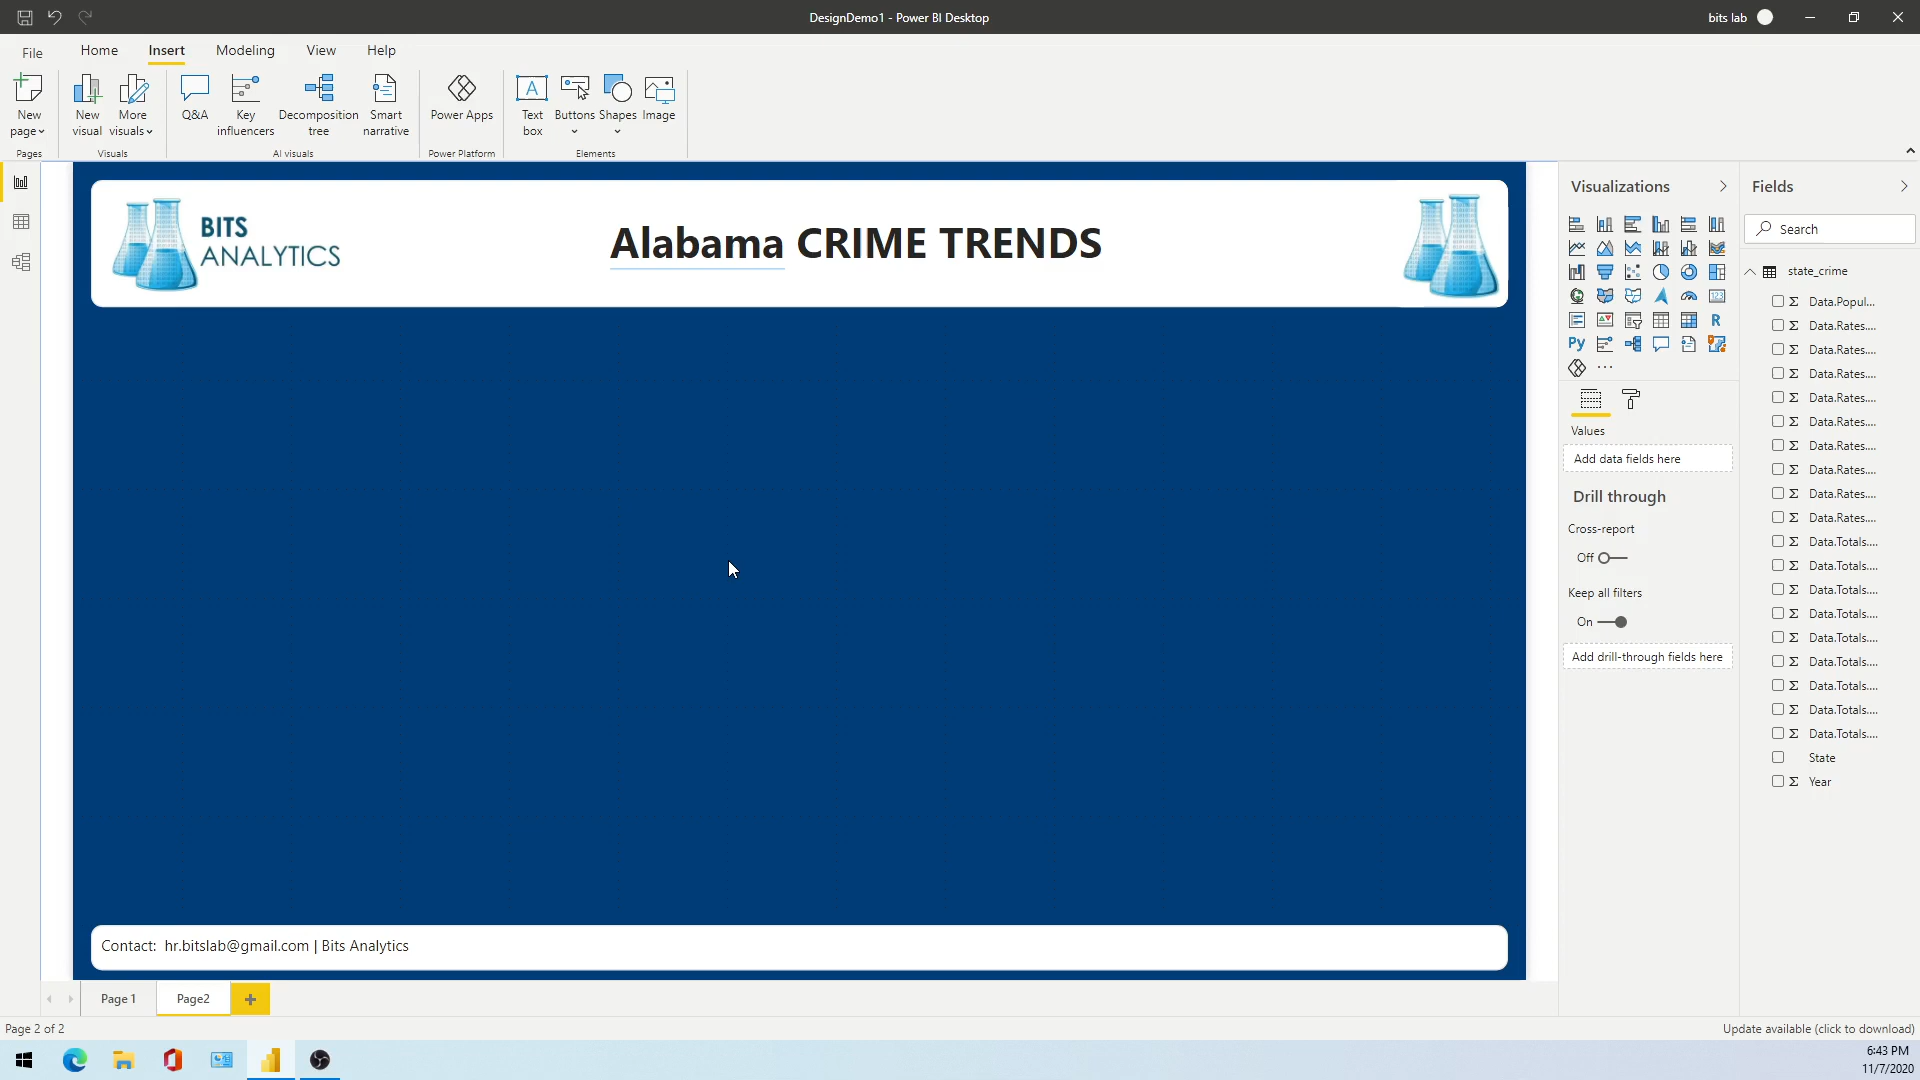 DesignDemo1 - Power BI Desktop
bits lab
File
Home
Insert
Modeling
View
Help
New
page
New
visual
More
visuals
Q&A
Key
influencers
Decomposition
tree
Smart
narrative
Power Apps
Text
box
Buttons
Shapes
Image
Pages
Visuals
AI visuals
Power Platform
Elements
A
BITS
ANALYTICS
Alabama CRIME TRENDS
Contact: hr.bitslab@gmail.com | Bits Analytics
Visualizations
123
R
Py
Values
Add data fields here
Drill through
Cross-report
Off
Keep all filters
On
Add drill-through fields here
Fields
Search
state_crime
Σ Data.Popul...
Σ Data.Rates....
Σ Data.Rates....
Σ Data.Rates....
Σ Data.Rates....
Σ Data.Rates....
Σ Data.Rates....
Σ Data.Rates....
Σ Data.Rates....
Σ Data.Rates....
Σ Data.Totals....
Σ Data.Totals....
Σ Data.Totals....
Σ Data.Totals....
Σ Data.Totals....
Σ Data.Totals....
Σ Data.Totals....
Σ Data.Totals....
Σ Data.Totals....
State
Σ Year
Page 1
Page2
+
Page 2 of 2
Update available (click to download)
6:43 PM
11/7/2020